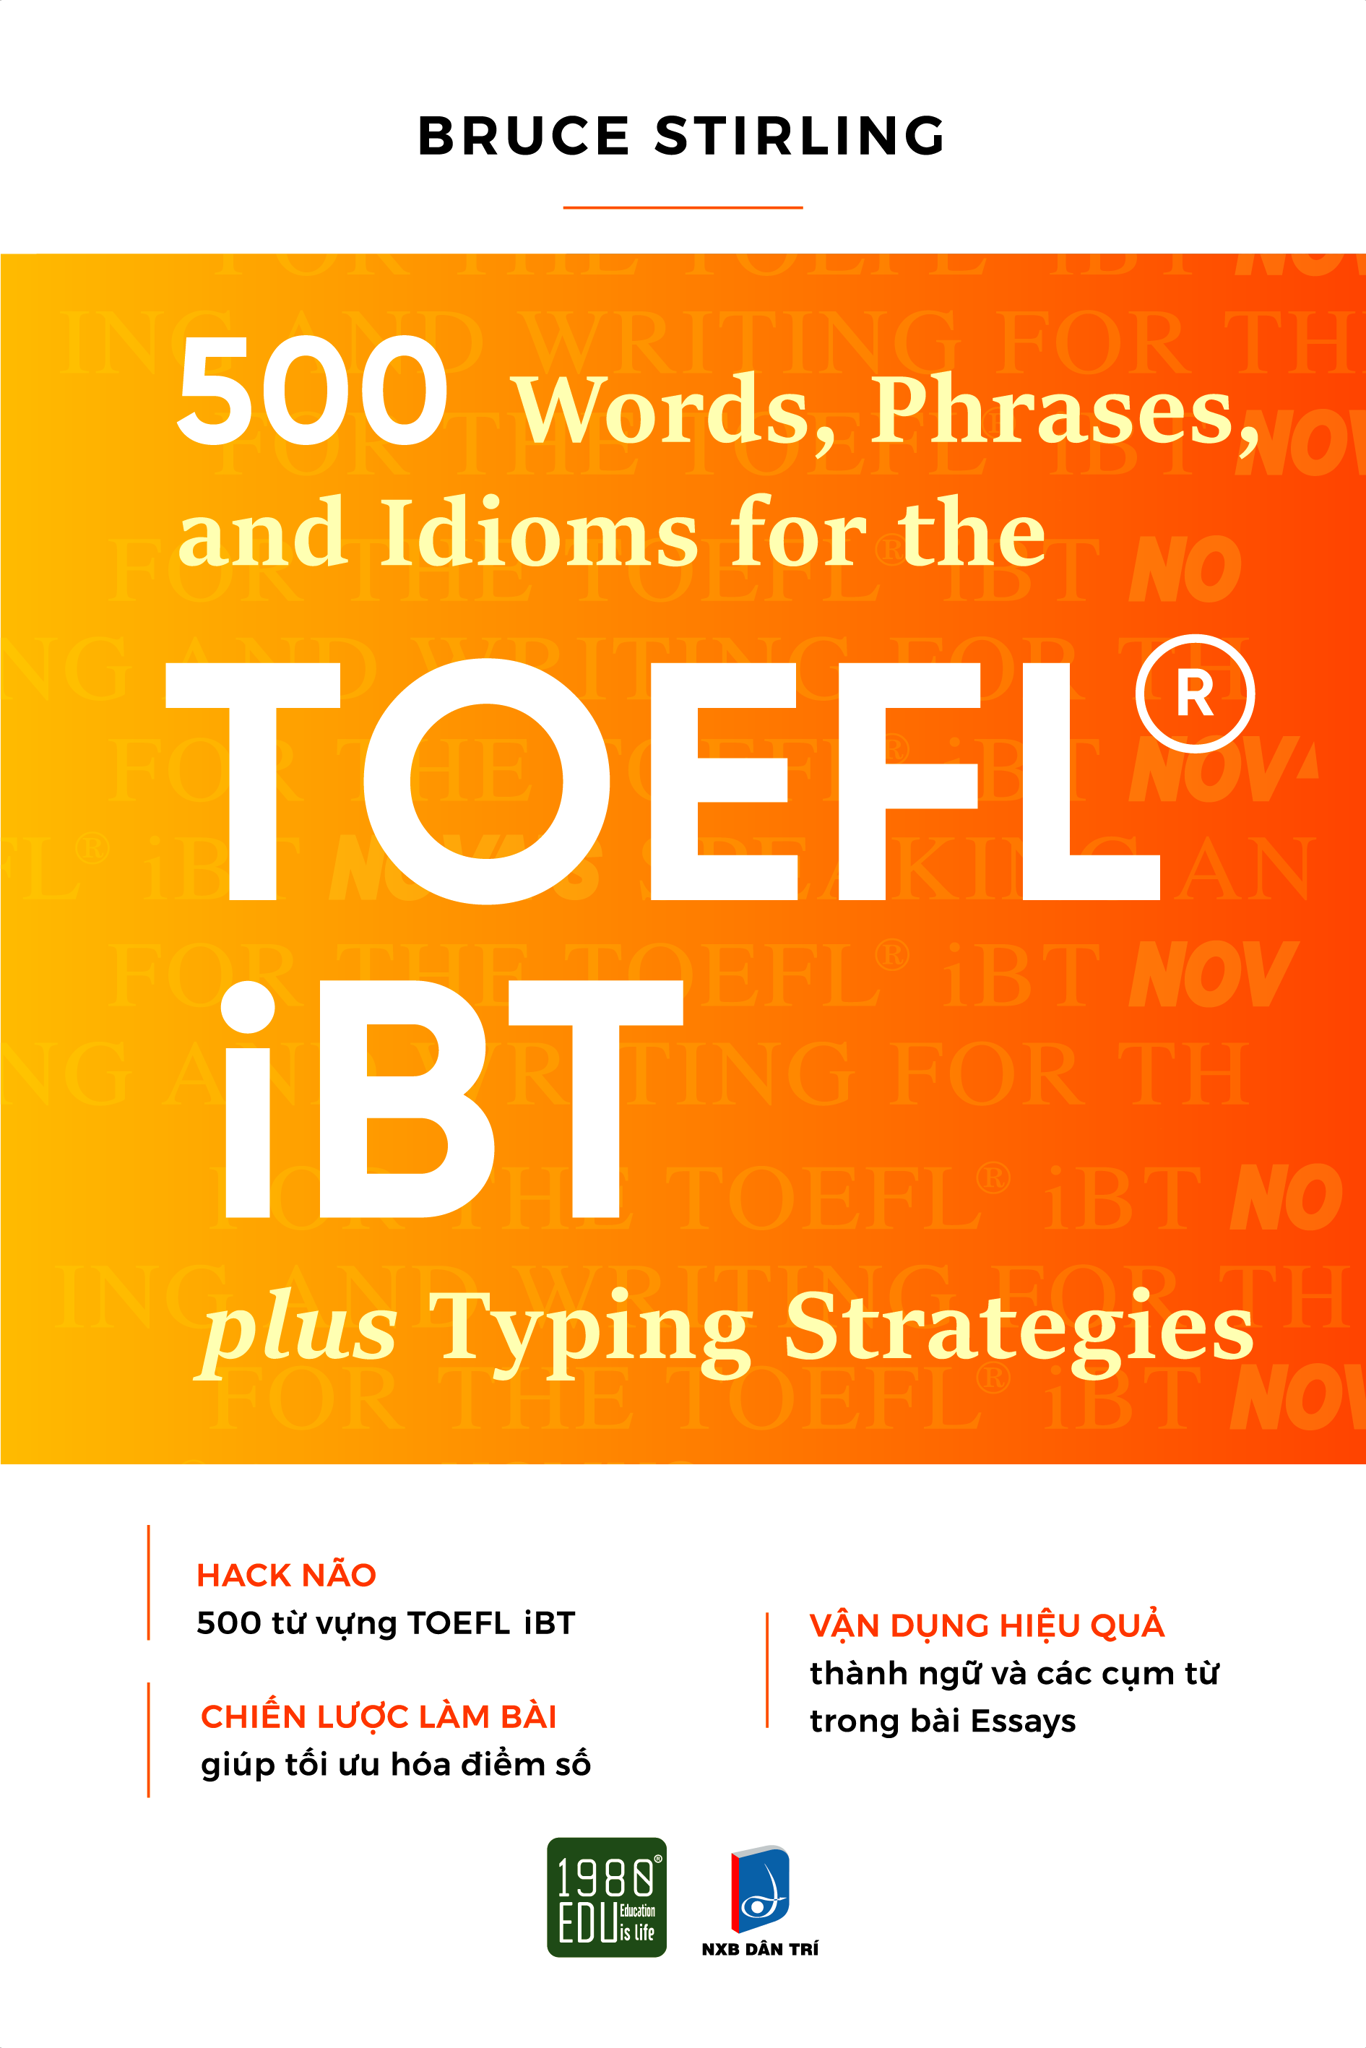 BRUCE STIRLING
500 Words, Phrases,
and Idioms for the
TOEFL®
iBT
plus Typing Strategies
HACK NÃO
500 từ vựng TOEFL iBT
CHIẾN LƯỢC LÀM BÀI
giúp tối ưu hóa điểm số
VẬN DỤNG HIỆU QUẢ
thành ngữ và các cụm từ
trong bài Essays
1980®
EDU Education
is life
NXB DÂN TRÍ